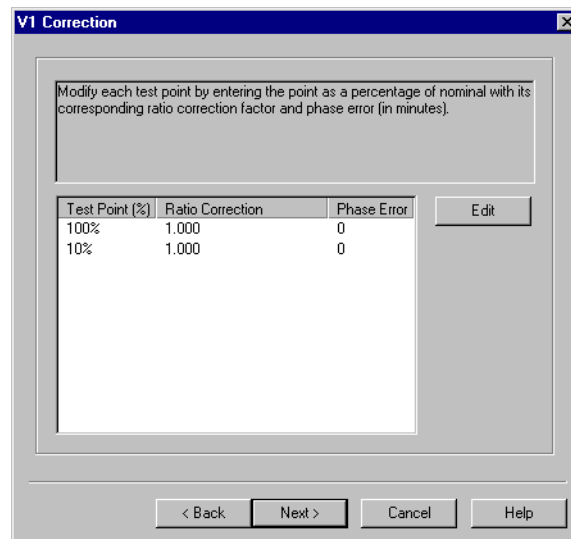 V1 Correction
Modify each test point by entering the point as a percentage of nominal with its
corresponding ratio correction factor and phase error (in minutes).
Test Point (%) Ratio Correction Phase Error
100% 1.000 0
10% 1.000 0
Edit
< Back Next > Cancel Help